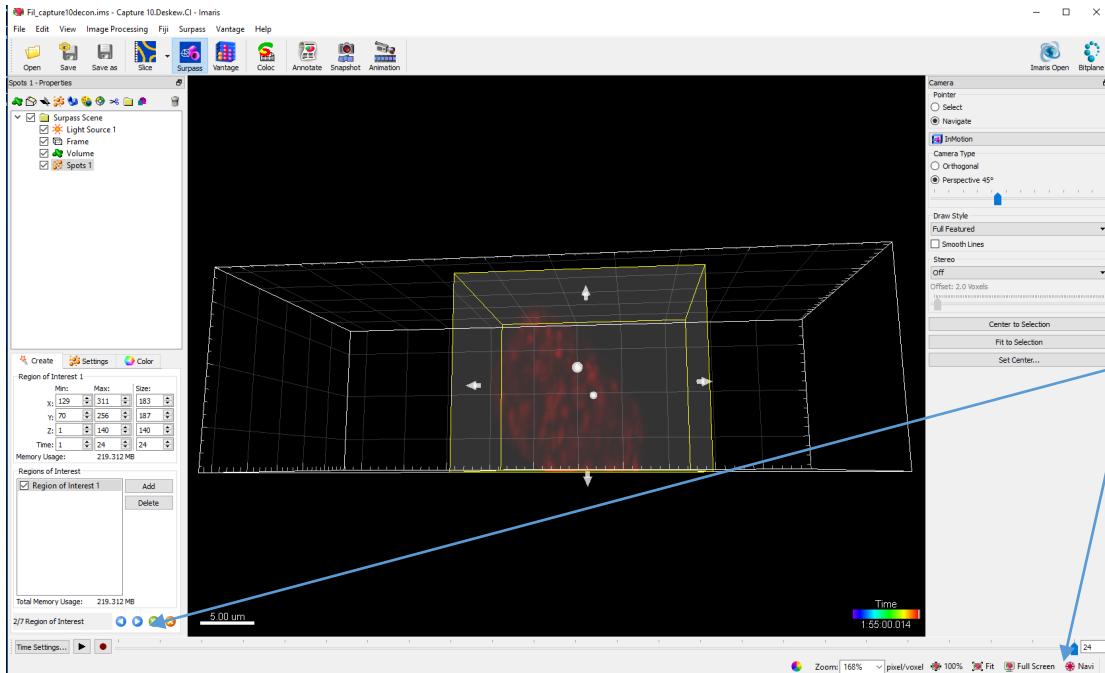 Fil_capture10decon.ims - Capture 10.Deskew.CI - Imaris
File Edit View Image Processing Fiji Surpass Vantage Help
Open Save Save as Slice Surpass Vantage Coloc Annotate Snapshot Animation Imaris Open Bitplane
Spots 1 - Properties
Surpass Scene
Light Source 1
Frame
Volume
Spots 1
Create Settings Color
Region of Interest 1
Min: Max: Size:
X: 129 311 183
Y: 70 256 187
Z: 1 140 140
Time: 1 24 24
Memory Usage: 219.312 MB
Regions of Interest
Region of Interest 1 Add
Delete
Total Memory Usage: 219.312 MB
2/7 Region of Interest
5.00 um
Time
1:55:00.014
Camera
Pointer
Select
Navigate
InMotion
Camera Type
Orthogonal
Perspective 45°
Draw Style
Full Featured
Smooth Lines
Stereo
Off
Offset: 2.0 Voxels
Center to Selection
Fit to Selection
Set Center...
Time Settings... 24
Zoom: 168% pixel/voxel 100% Fit Full Screen Navi